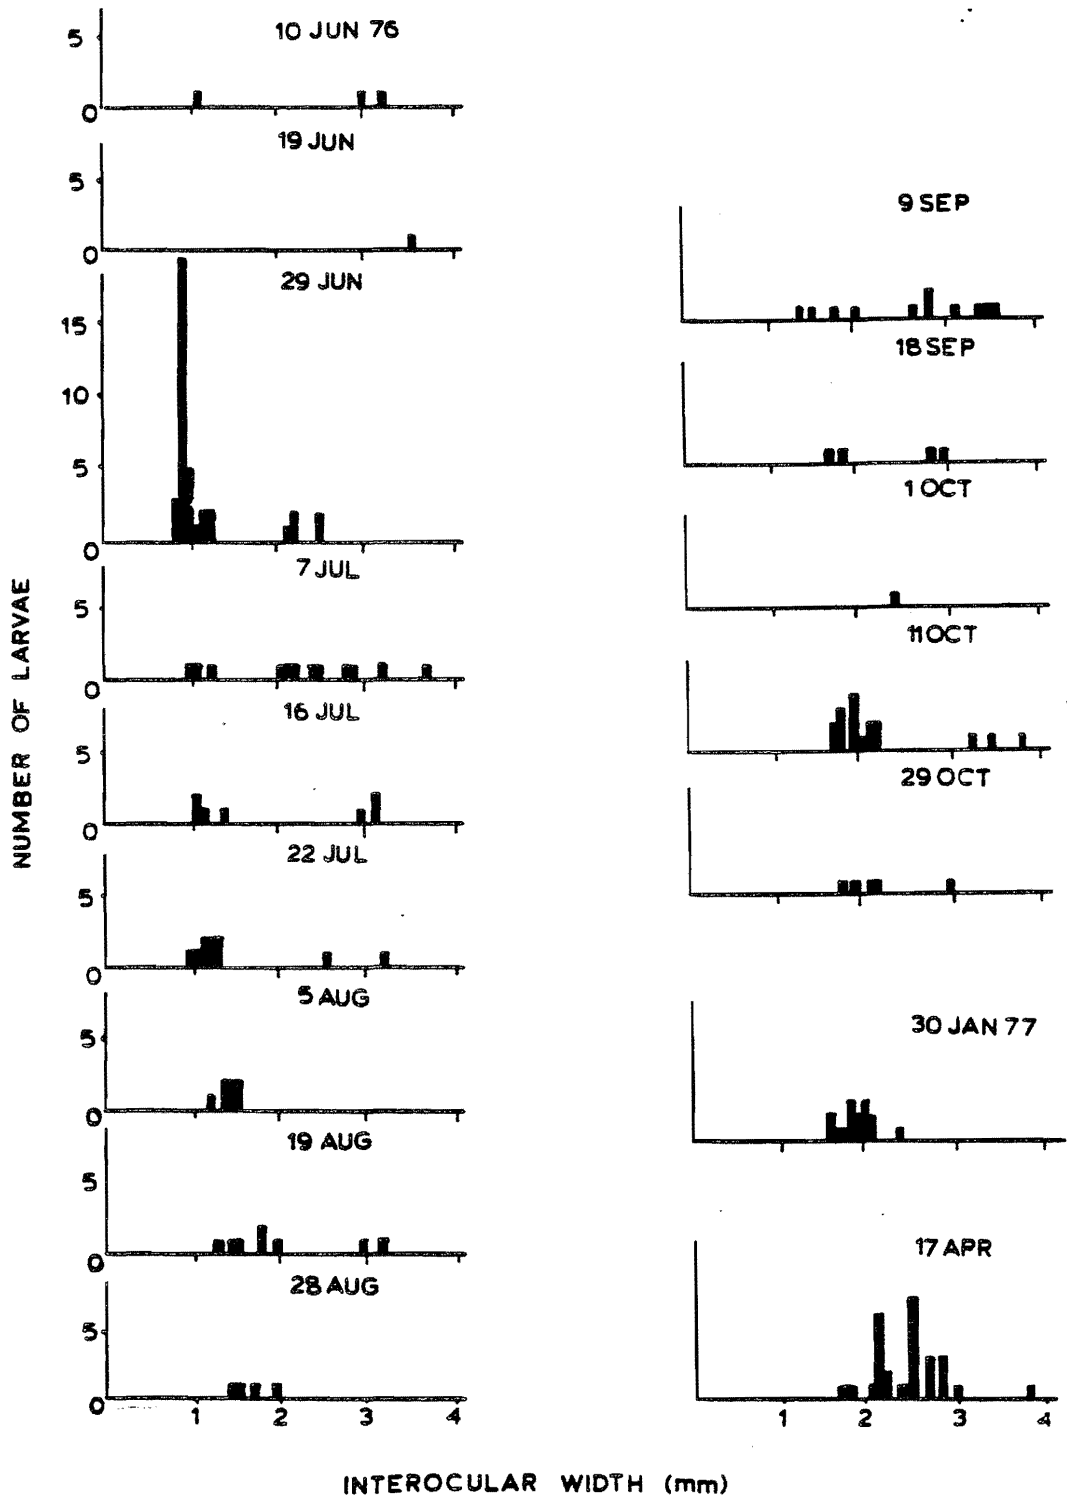 10 JUN 76
5
0
19 JUN
5
0
29 JUN
15
10
5
0
7 JUL
5
0
16 JUL
5
0
22 JUL
5
0
5 AUG
5
0
19 AUG
5
0
28 AUG
5
0
1 2 3 4
9 SEP
18 SEP
1 OCT
11 OCT
29 OCT
30 JAN 77
17 APR
1 2 3 4
NUMBER OF LARVAE
INTEROCULAR WIDTH (mm)